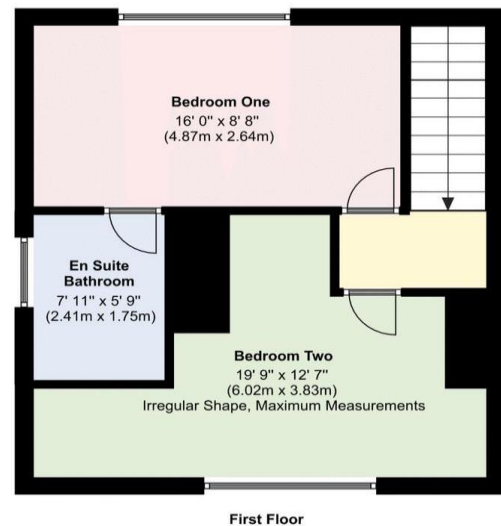 Bedroom One
16' 0" x 8' 8"
(4.87m x 2.64m)
En Suite
Bathroom
7' 11" x 5' 9"
(2.41m x 1.75m)
Bedroom Two
19' 9" x 12' 7"
(6.02m x 3.83m)
Irregular Shape, Maximum Measurements
First Floor